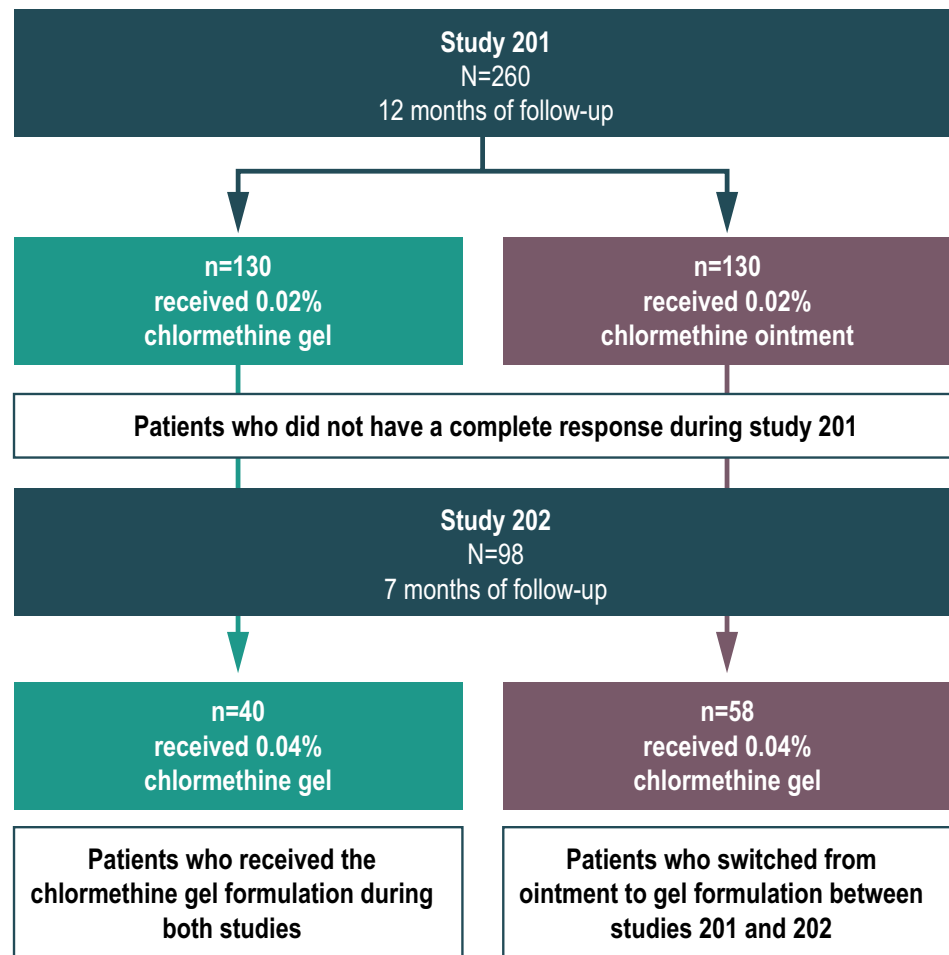 Study 201
N=260
12 months of follow-up
n=130
received 0.02%
chlormethine gel
n=130
received 0.02%
chlormethine ointment
Patients who did not have a complete response during study 201
Study 202
N=98
7 months of follow-up
n=40
received 0.04%
chlormethine gel
n=58
received 0.04%
chlormethine gel
Patients who received the
chlormethine gel formulation during
both studies
Patients who switched from
ointment to gel formulation between
studies 201 and 202